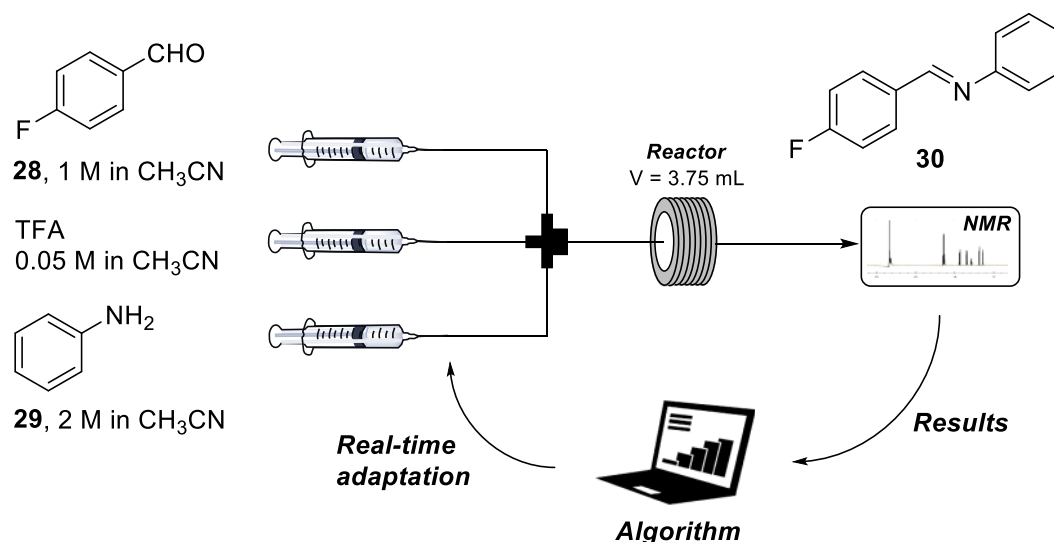 CHO
F
28, 1 M in CH₃CN
TFA
0.05 M in CH₃CN
NH₂
29, 2 M in CH₃CN
Reactor
V = 3.75 mL
N
F
30
NMR
Results
Real-time
adaptation
Algorithm